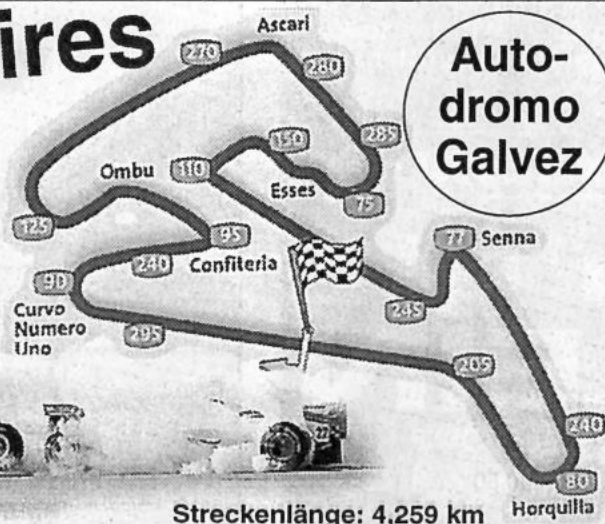 ires
Auto-
dromo
Galvez
Ascari
270
280
285
150
110
Esses
75
Ombu
125
95
Confiteria
240
90
Curvo
Numero
Uno
295
77
Senna
245
205
240
80
Horquilla
22
Streckenlänge: 4,259 km